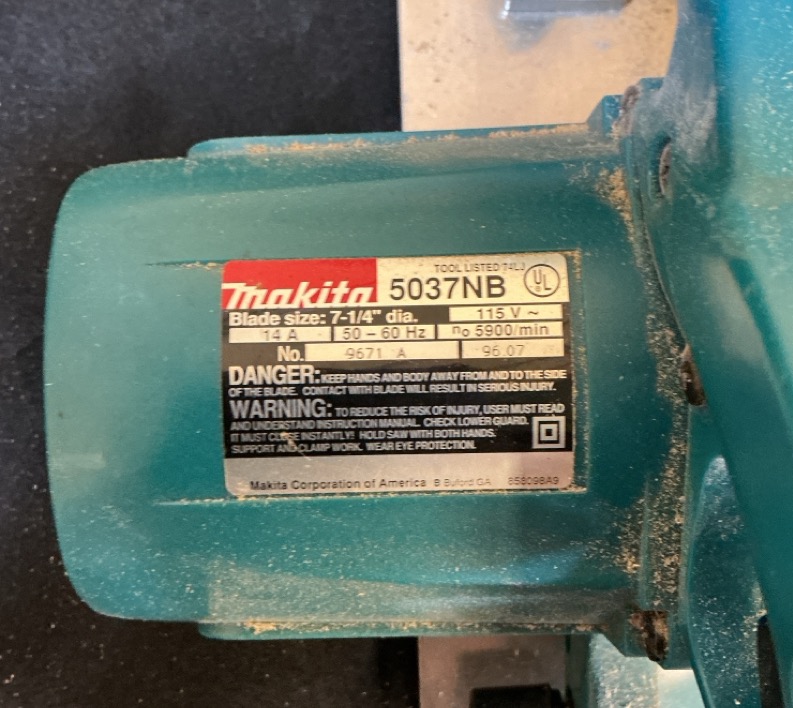 TOOL LISTED 74LJ
makita 5037NB UL
Blade size: 7-1/4" dia. 115 V ~
14 A 50 – 60 Hz no 5900/min
No. 9671 A 96.07
DANGER: KEEP HANDS AND BODY AWAY FROM AND TO THE SIDE
OF THE BLADE. CONTACT WITH BLADE WILL RESULT IN SERIOUS INJURY.
WARNING: TO REDUCE THE RISK OF INJURY, USER MUST READ
AND UNDERSTAND INSTRUCTION MANUAL. CHECK LOWER GUARD.
IT MUST CLOSE INSTANTLY! HOLD SAW WITH BOTH HANDS.
SUPPORT AND CLAMP WORK. WEAR EYE PROTECTION.
Makita Corporation of America B Buford GA 858098A9